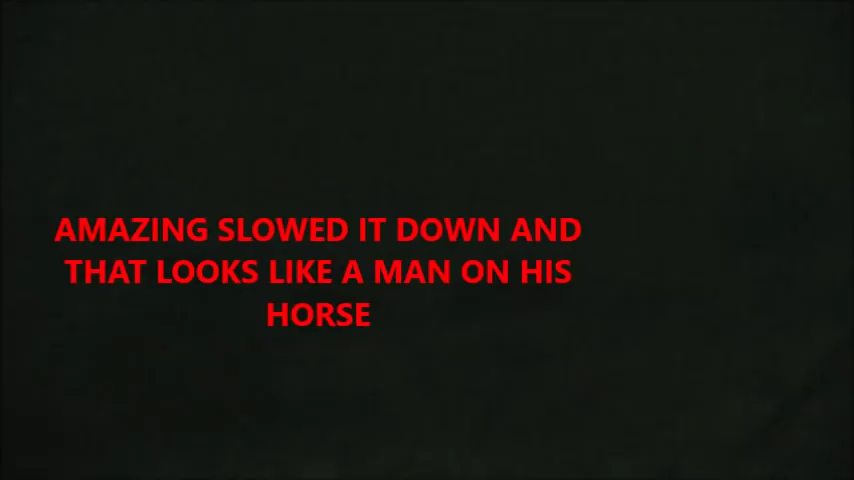 AMAZING SLOWED IT DOWN AND
THAT LOOKS LIKE A MAN ON HIS
HORSE